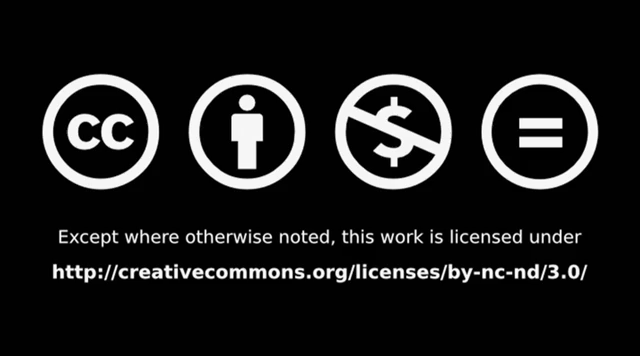 cc $ =
Except where otherwise noted, this work is licensed under
http://creativecommons.org/licenses/by-nc-nd/3.0/